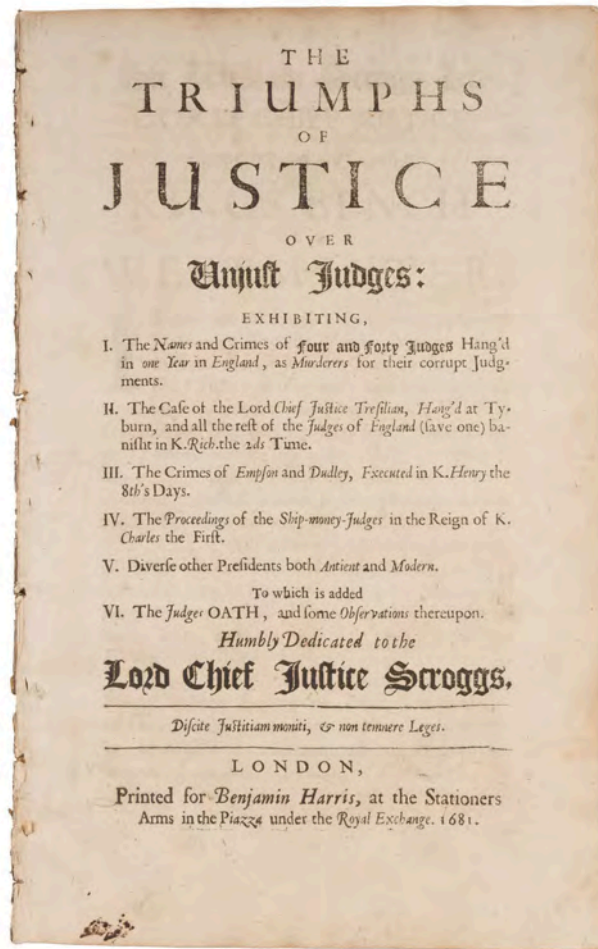 THE
TRIUMPHS
OF
JUSTICE
OVER
Unjuſt Judges:
EXHIBITING,
I. The Names and Crimes of Four and Forty Judges Hang'd
in one Year in England, as Murderers for their corrupt Judg-
ments.
II. The Caſe of the Lord Chief Juſtice Treſilian, Hang'd at Ty-
burn, and all the reſt of the Judges of England (ſave one) ba-
niſht in K. Rich. the 2ds Time.
III. The Crimes of Empſon and Dudley, Executed in K. Henry the
8th's Days.
IV. The Proceedings of the Ship-money-Judges in the Reign of K.
Charles the Firſt.
V. Diverſe other Preſidents both Antient and Modern.
To which is added
VI. The Judges OATH, and ſome Obſervations thereupon.
Humbly Dedicated to the
Lord Chief Juſtice Scroggs.
Diſcite Juſtitiam moniti, & non temnere Leges.
LONDON,
Printed for Benjamin Harris, at the Stationers
Arms in the Piazza under the Royal Exchange. 1681.